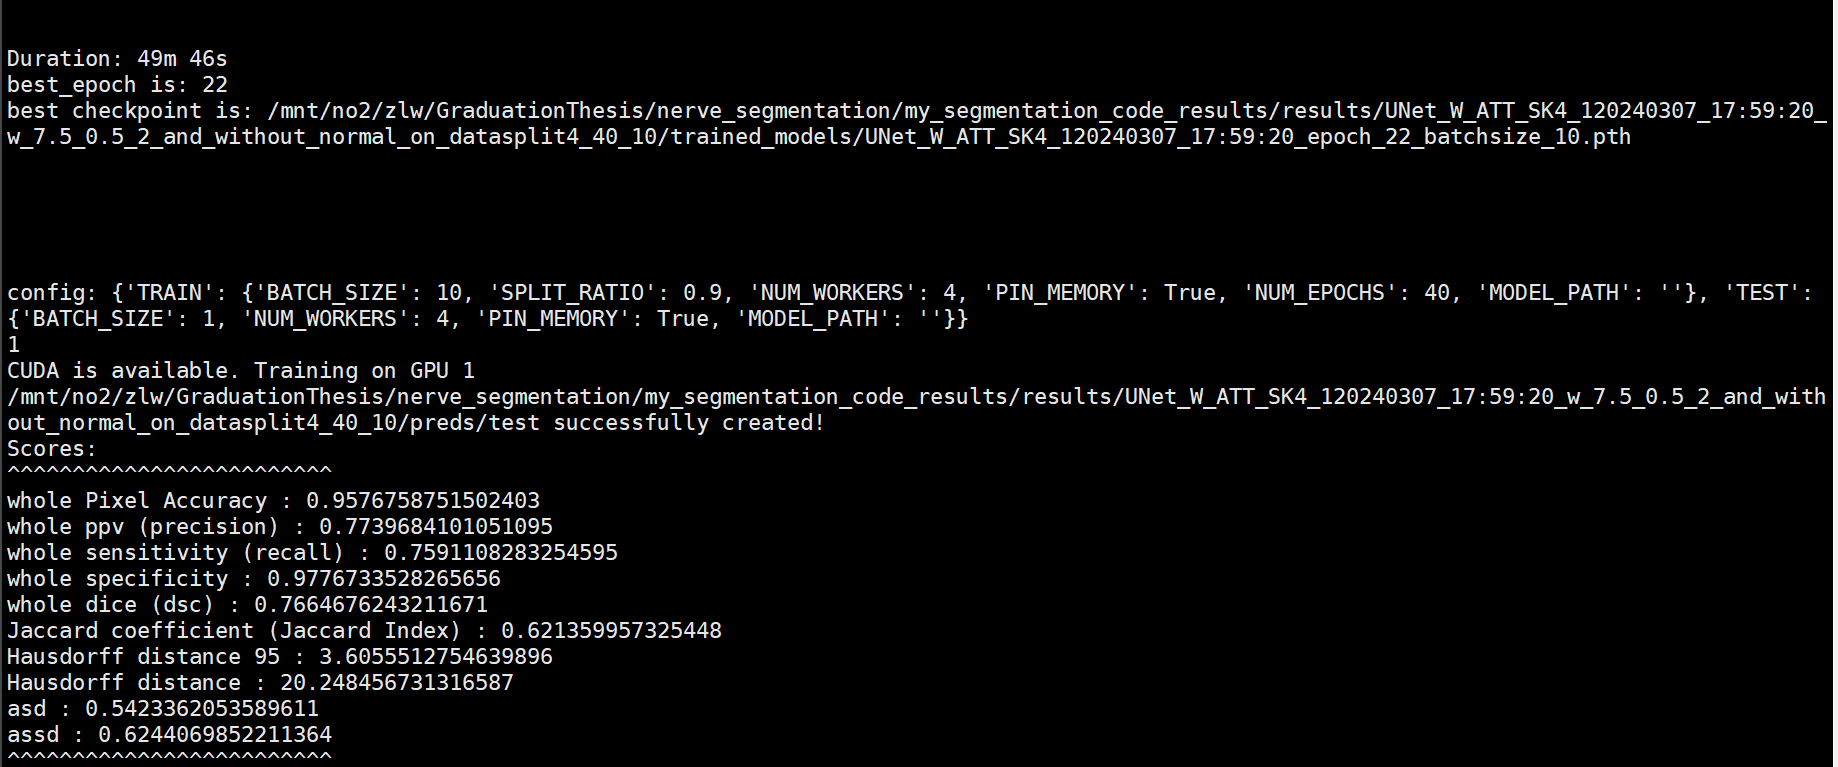 Duration: 49m 46s
best_epoch is: 22
best checkpoint is: /mnt/no2/zlw/GraduationThesis/nerve_segmentation/my_segmentation_code_results/results/UNet_W_ATT_SK4_120240307_17:59:20_
w_7.5_0.5_2_and_without_normal_on_datasplit4_40_10/trained_models/UNet_W_ATT_SK4_120240307_17:59:20_epoch_22_batchsize_10.pth
config: {'TRAIN': {'BATCH_SIZE': 10, 'SPLIT_RATIO': 0.9, 'NUM_WORKERS': 4, 'PIN_MEMORY': True, 'NUM_EPOCHS': 40, 'MODEL_PATH': ''}, 'TEST':
{'BATCH_SIZE': 1, 'NUM_WORKERS': 4, 'PIN_MEMORY': True, 'MODEL_PATH': ''}}
1
CUDA is available. Training on GPU 1
/mnt/no2/zlw/GraduationThesis/nerve_segmentation/my_segmentation_code_results/results/UNet_W_ATT_SK4_120240307_17:59:20_w_7.5_0.5_2_and_with
out_normal_on_datasplit4_40_10/preds/test successfully created!
Scores:
^^^^^^^^^^^^^^^^^^^^^^^^^
whole Pixel Accuracy : 0.9576758751502403
whole ppv (precision) : 0.7739684101051095
whole sensitivity (recall) : 0.7591108283254595
whole specificity : 0.9776733528265656
whole dice (dsc) : 0.7664676243211671
Jaccard coefficient (Jaccard Index) : 0.621359957325448
Hausdorff distance 95 : 3.6055512754639896
Hausdorff distance : 20.248456731316587
asd : 0.5423362053589611
assd : 0.6244069852211364
^^^^^^^^^^^^^^^^^^^^^^^^^